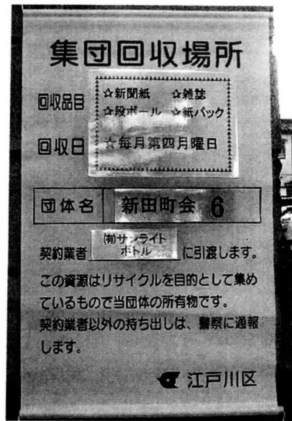 集団回収場所
回収品目
☆新聞紙 ☆雑誌
☆段ボール ☆紙パック
回収日
☆毎月第四月曜日
団体名 新田町会 6
契約業者 ㈲サンライトボトル に引渡します。
この資源はリサイクルを目的として集め
ているもので当団体の所有物です。
契約業者以外の持ち出しは、警察に通報
します。
江戸川区